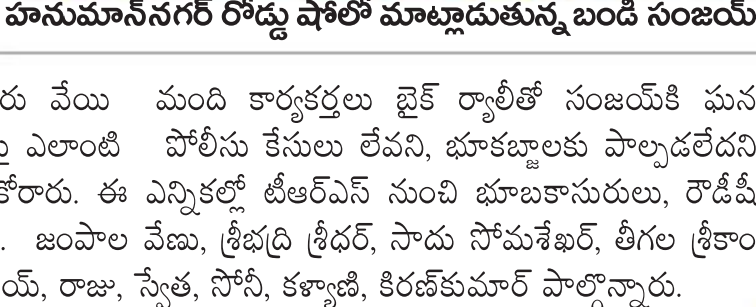 హనుమాన్‌నగర్ రోడ్డు షోలో మాట్లాడుతున్న బండి సంజయ్
రు వేయి మంది కార్యకర్తలు బైక్ ర్యాలీతో సంజయ్‌కి ఘన
ఎలాంటి పోలీసు కేసులు లేవని, భూకబ్జాలకు పాల్పడలేదని
కోరారు. ఈ ఎన్నికల్లో టీఆర్ఎస్ నుంచి భూబకాసురులు, రౌడీషీ
. జంపాల వేణు, శ్రీభద్రి శ్రీధర్, సాదు సోమశేఖర్, తీగల శ్రీకాం
య్, రాజు, స్వేత, సోనీ, కళ్యాణి, కిరణ్‌కుమార్ పాల్గొన్నారు.